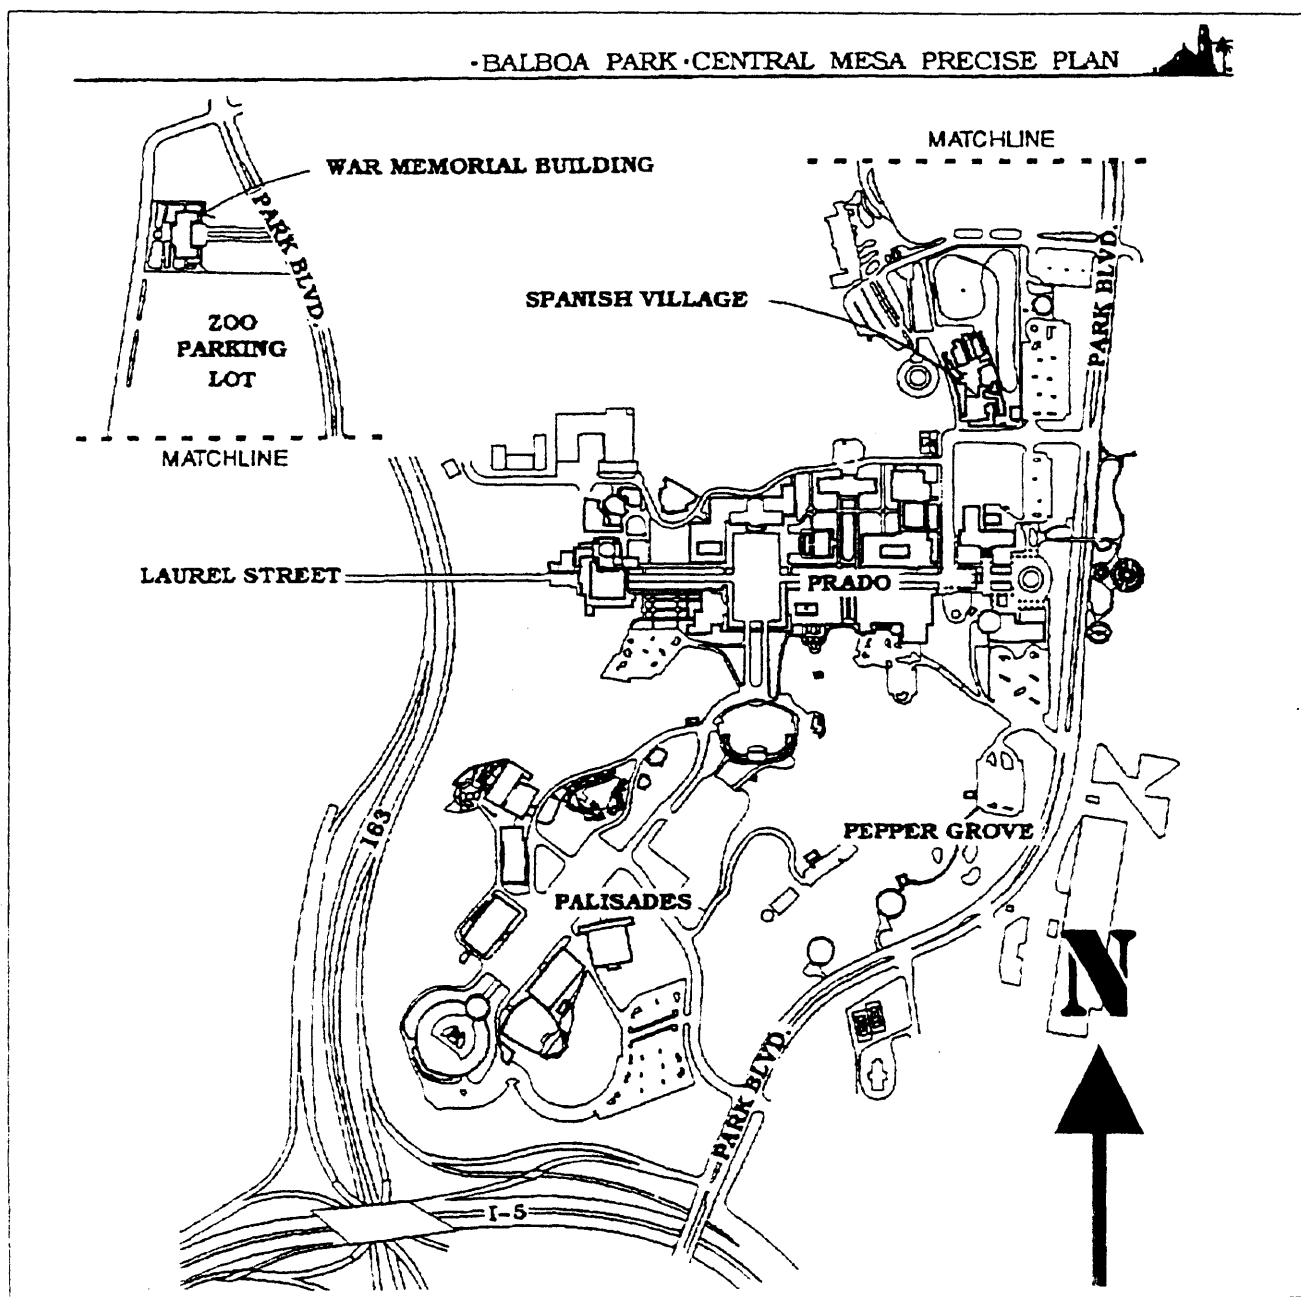 ·BALBOA PARK·CENTRAL MESA PRECISE PLAN
MATCHLINE
WAR MEMORIAL BUILDING
PARK BLVD.
PARK BLVD.
SPANISH VILLAGE
ZOO
PARKING
LOT
MATCHLINE
LAUREL STREET
PRADO
163
PEPPER GROVE
PALISADES
N
PARK BLVD.
I-5